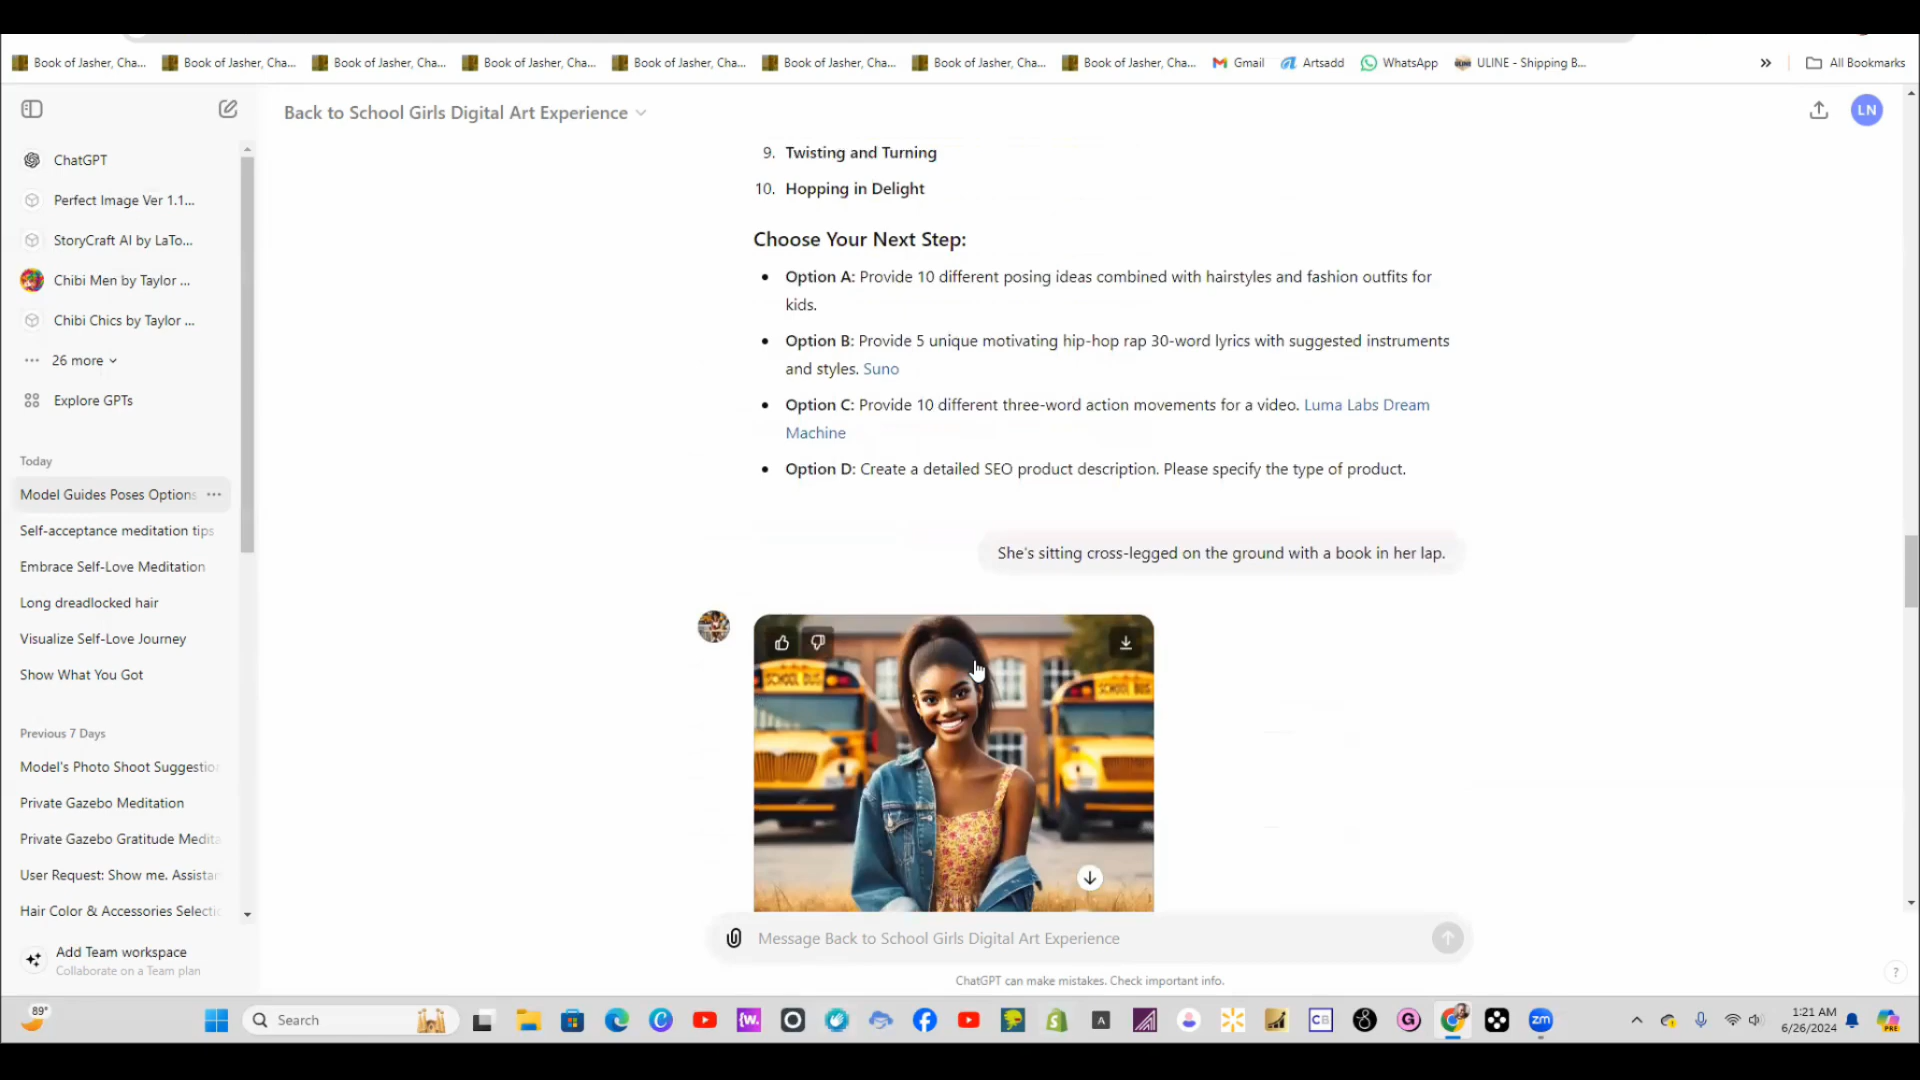 Book of Jasher, Cha...
Book of Jasher, Cha...
Book of Jasher, Cha...
Book of Jasher, Cha...
Book of Jasher, Cha...
Book of Jasher, Cha...
Book of Jasher, Cha...
Book of Jasher, Cha...
Gmail
Artsadd
WhatsApp
ULINE - Shipping B...
All Bookmarks
Back to School Girls Digital Art Experience
LN
ChatGPT
Perfect Image Ver 1.1...
StoryCraft AI by LaTo...
Chibi Men by Taylor ...
Chibi Chics by Taylor ...
26 more
Explore GPTs
Today
Model Guides Poses Options
Self-acceptance meditation tips
Embrace Self-Love Meditation
Long dreadlocked hair
Visualize Self-Love Journey
Show What You Got
Previous 7 Days
Model's Photo Shoot Suggestio
Private Gazebo Meditation
Private Gazebo Gratitude Medita
User Request: Show me. Assistan
Hair Color & Accessories Selectio
Add Team workspace
Collaborate on a Team plan
9. Twisting and Turning
10. Hopping in Delight
Choose Your Next Step:
Option A: Provide 10 different posing ideas combined with hairstyles and fashion outfits for
kids.
Option B: Provide 5 unique motivating hip-hop rap 30-word lyrics with suggested instruments
and styles. Suno
Option C: Provide 10 different three-word action movements for a video. Luma Labs Dream
Machine
Option D: Create a detailed SEO product description. Please specify the type of product.
She's sitting cross-legged on the ground with a book in her lap.
SCHOOL BUS
SCHOOL BUS
Message Back to School Girls Digital Art Experience
ChatGPT can make mistakes. Check important info.
?
89°
Search
1:21 AM
6/26/2024